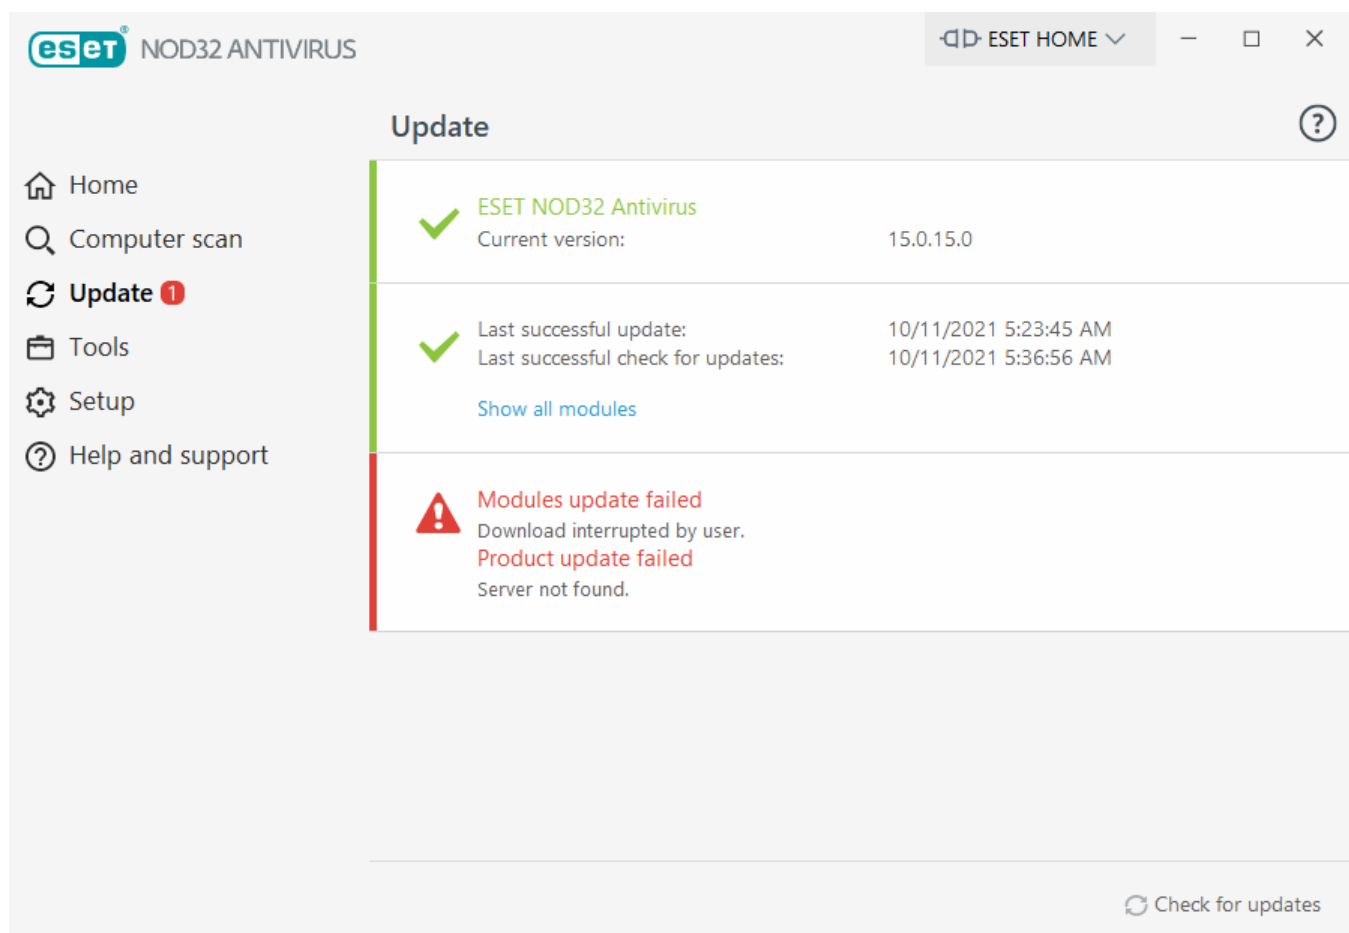 eset® NOD32 ANTIVIRUS
ESET HOME
Update
?
Home
Computer scan
Update 1
Tools
Setup
Help and support
ESET NOD32 Antivirus
Current version: 15.0.15.0
Last successful update: 10/11/2021 5:23:45 AM
Last successful check for updates: 10/11/2021 5:36:56 AM
Show all modules
Modules update failed
Download interrupted by user.
Product update failed
Server not found.
Check for updates